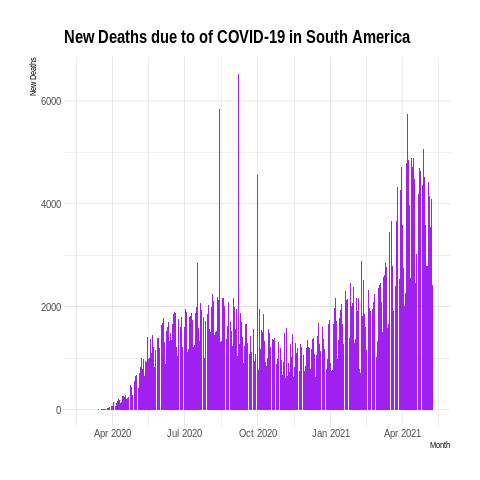 New Deaths due to of COVID-19 in South America
New Deaths
6000
4000
2000
0
Apr 2020 Jul 2020 Oct 2020 Jan 2021 Apr 2021
Month